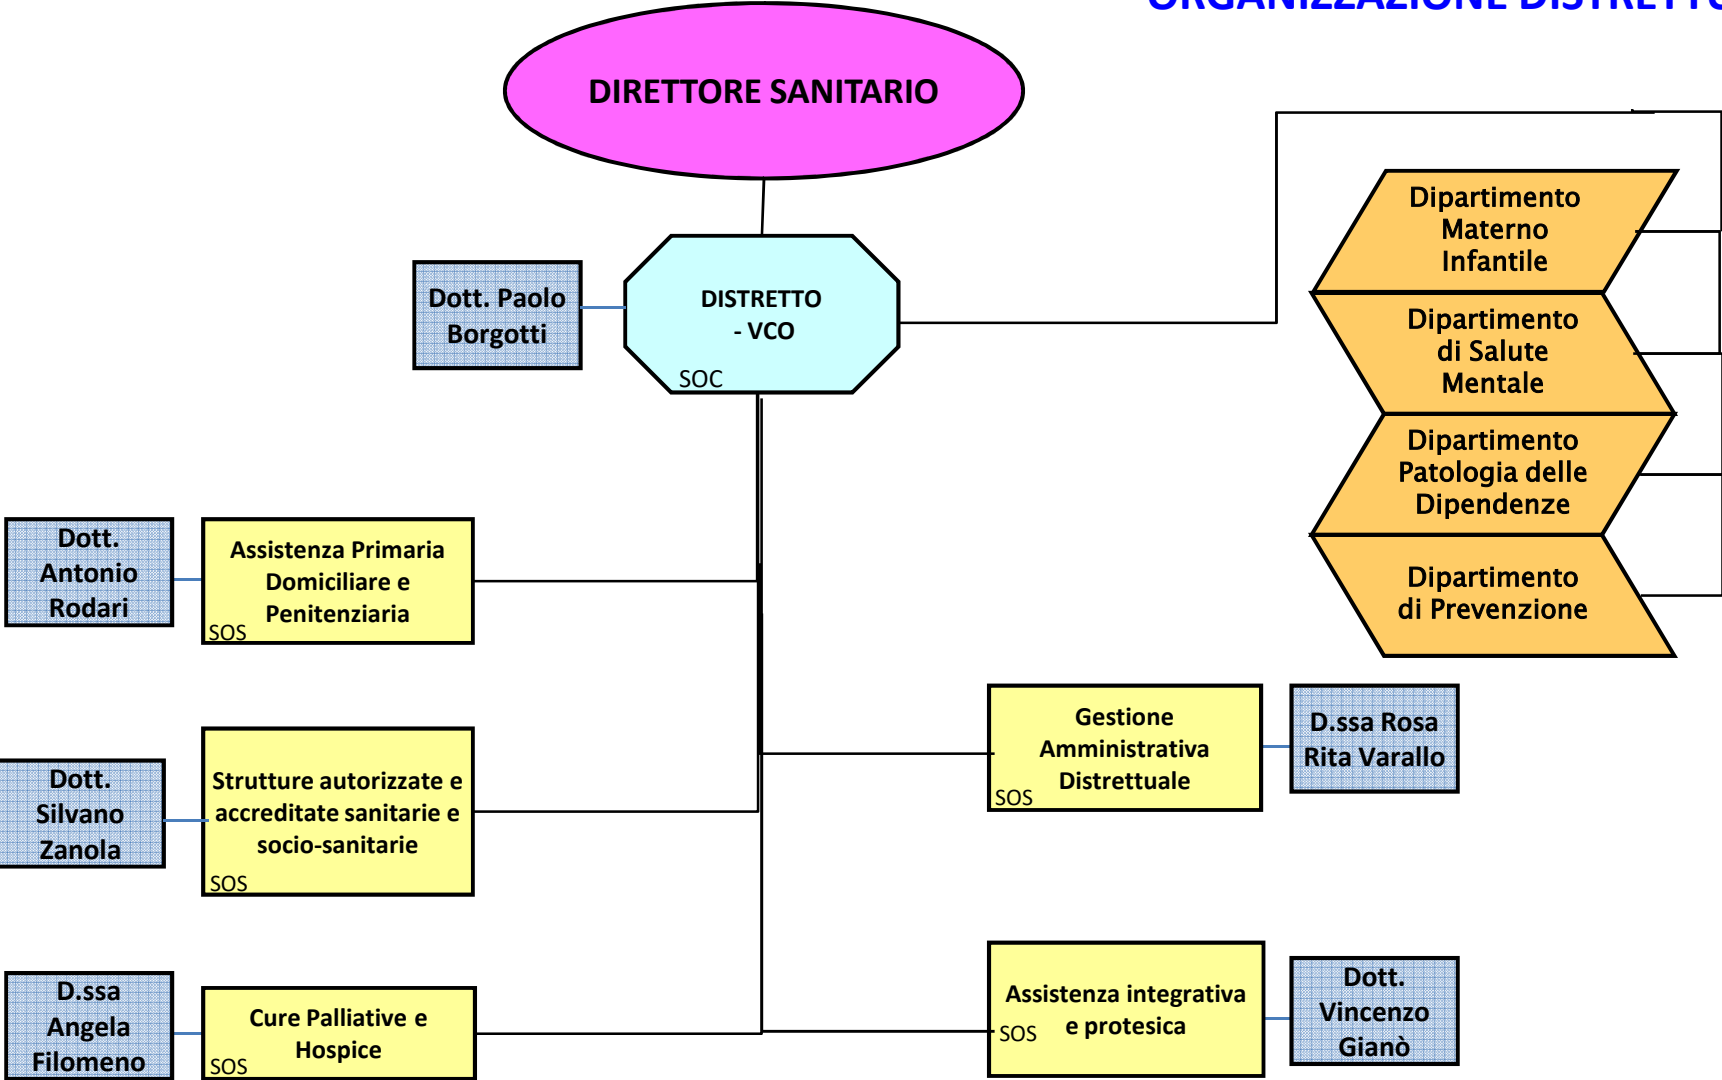 ORGANIZZAZIONE
DIRETTORE SANITARIO
Dott. Paolo
Borgotti
DISTRETTO
- VCO
SOC
Dipartimento
Materno
Infantile
Dipartimento
di Salute
Mentale
Dipartimento
Patologia delle
Dipendenze
Dipartimento
di Prevenzione
Dott.
Antonio
Rodari
Assistenza Primaria
Domiciliare e
Penitenziaria
SOS
Gestione
Amministrativa
Distrettuale
SOS
D.ssa Rosa
Rita Varallo
Dott.
Silvano
Zanola
Strutture autorizzate e
accreditate sanitarie e
socio-sanitarie
SOS
D.ssa
Angela
Filomeno
Cure Palliative e
Hospice
SOS
Assistenza integrativa
e protesica
SOS
Dott.
Vincenzo
Gianò